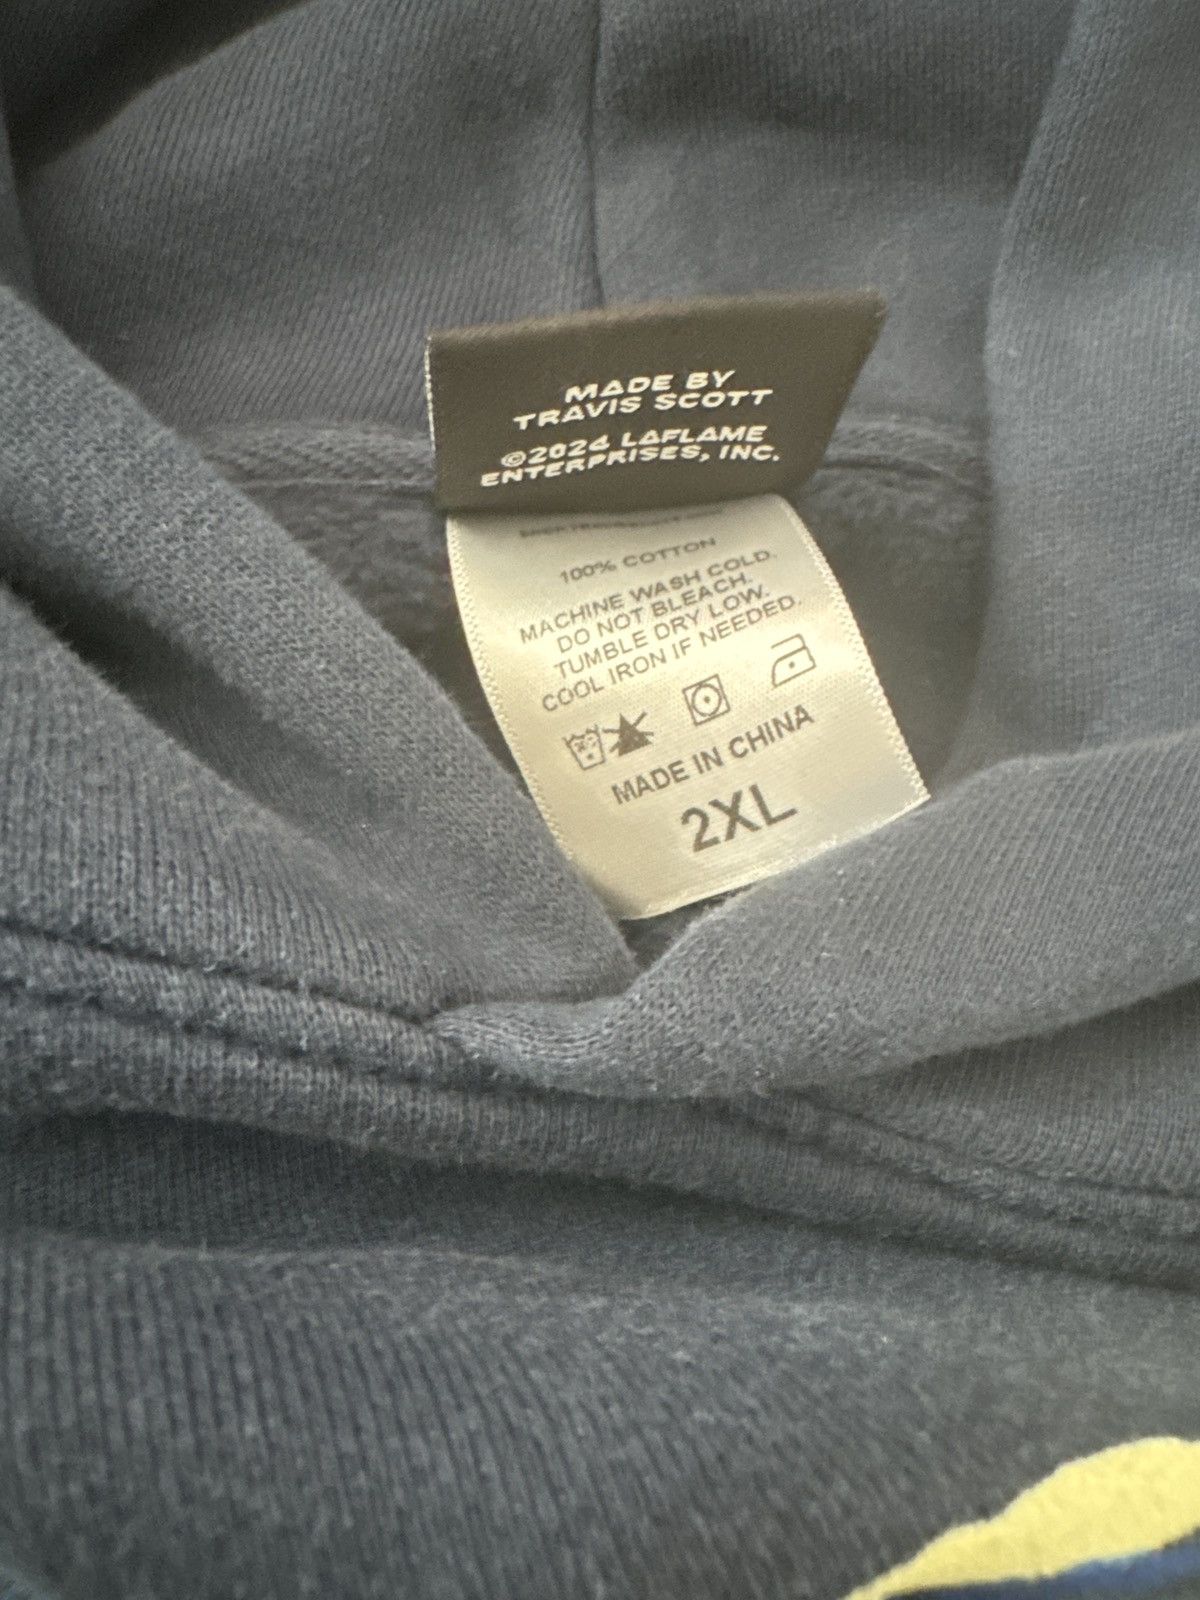 MADE BY
TRAVIS SCOTT
©2024 LAFLAME
ENTERPRISES, INC.
100% COTTON
MACHINE WASH COLD.
DO NOT BLEACH.
TUMBLE DRY LOW.
COOL IRON IF NEEDED.
MADE IN CHINA
2XL